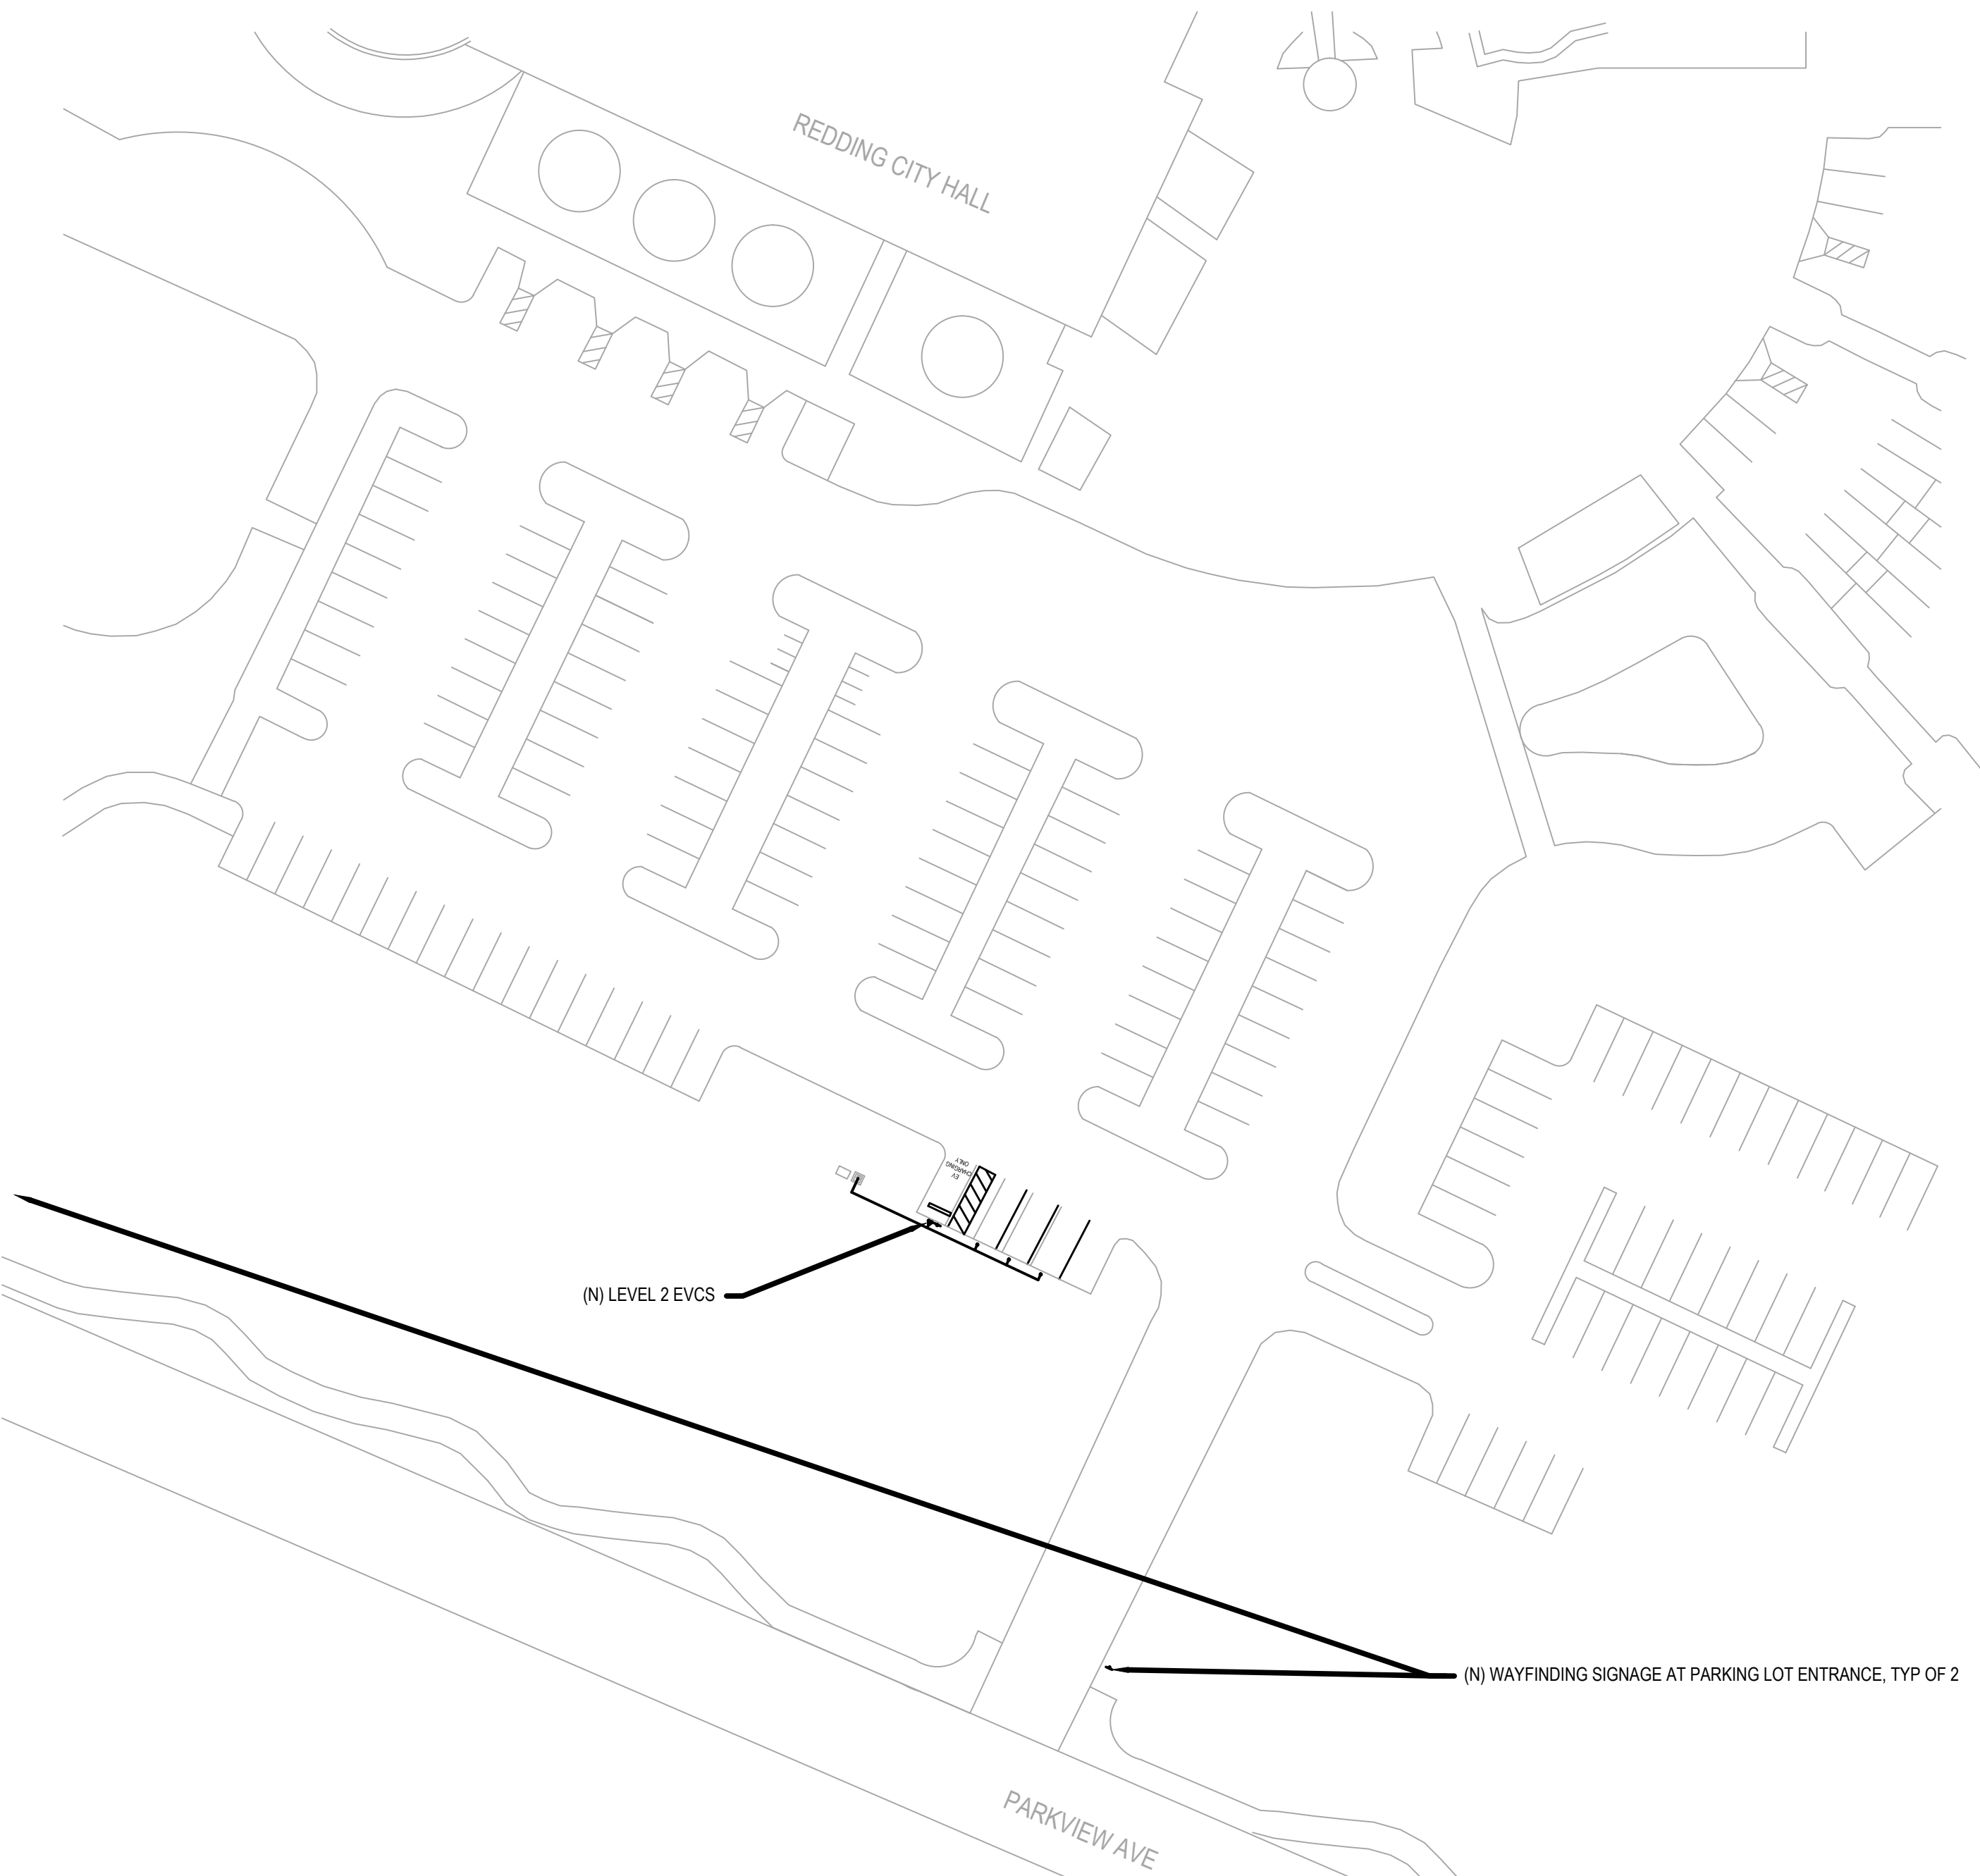 REDDING CITY HALL
EV
CHARGING
ONLY
(N) LEVEL 2 EVCS
(N) WAYFINDING SIGNAGE AT PARKING LOT ENTRANCE, TYP OF 2
PARKVIEW AVE